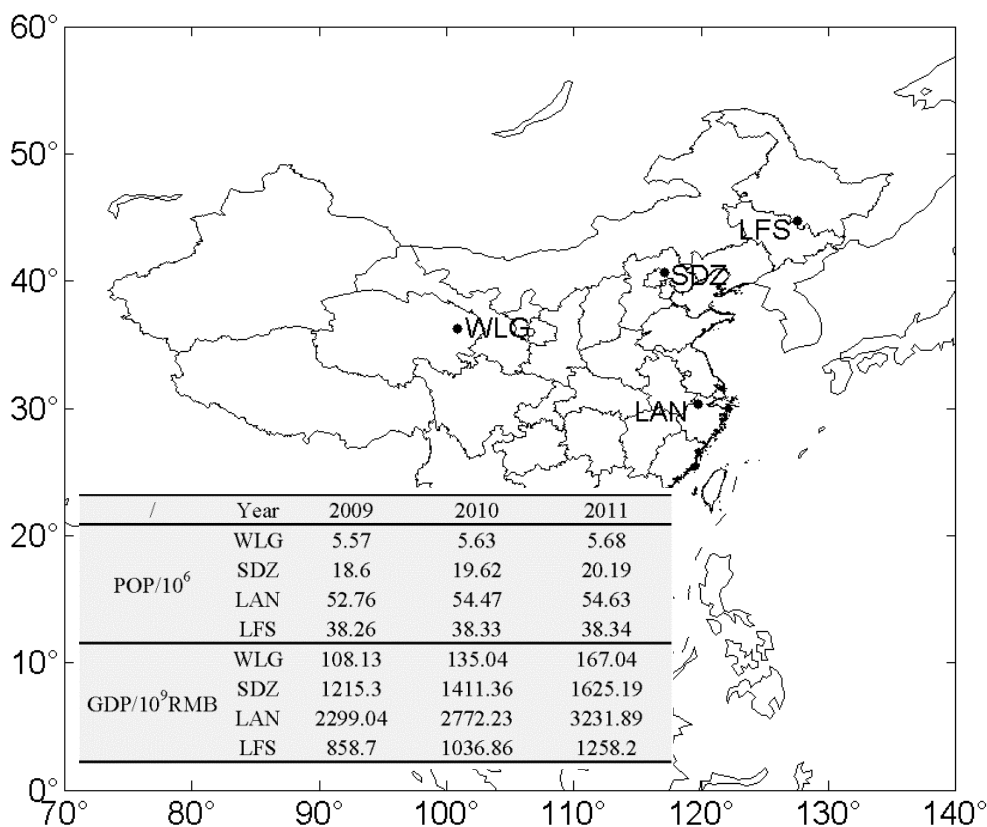 60°
50°
LFS
40°
SDZ
WLG
30°
LAN
/ Year 2009 2010 2011
20°
WLG 5.57 5.63 5.68
SDZ 18.6 19.62 20.19
POP/10⁶
LAN 52.76 54.47 54.63
LFS 38.26 38.33 38.34
10°
WLG 108.13 135.04 167.04
SDZ 1215.3 1411.36 1625.19
GDP/10⁹RMB
LAN 2299.04 2772.23 3231.89
LFS 858.7 1036.86 1258.2
0°
70° 80° 100° 110° 120° 130° 140°